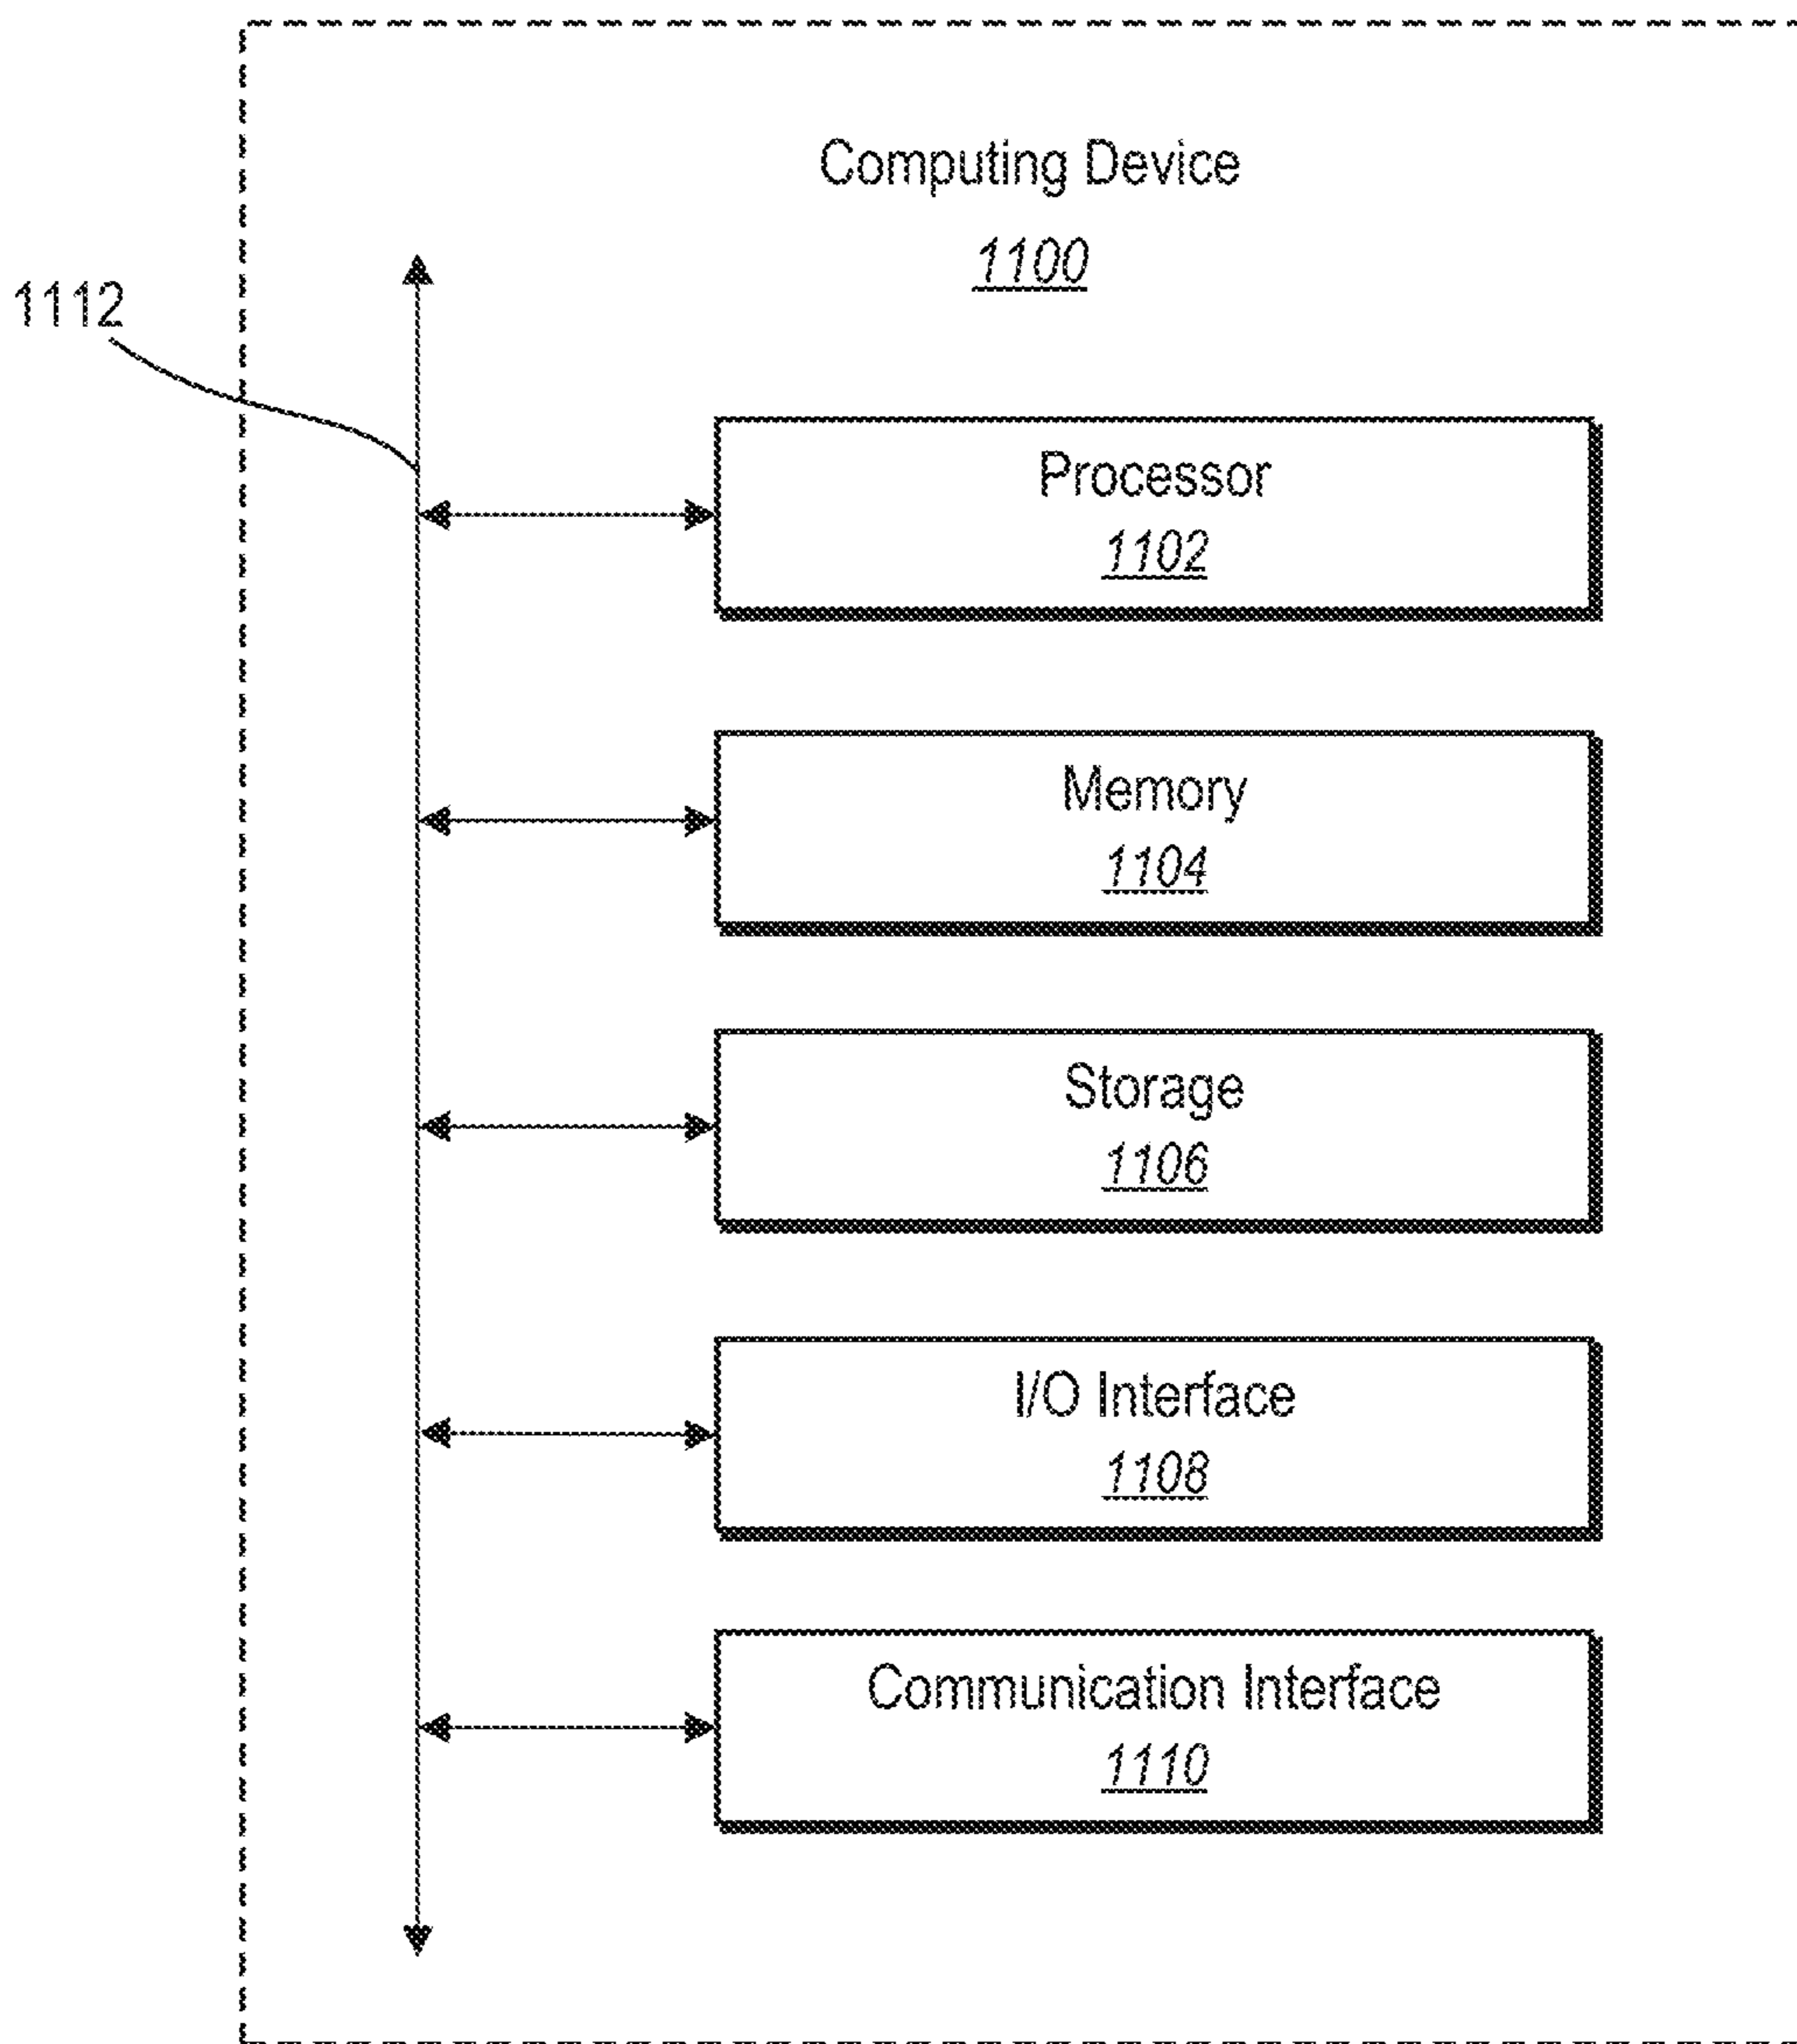 Computing Device
1100
1112
Processor
1102
Memory
1104
Storage
1106
I/O Interface
1108
Communication Interface
1110